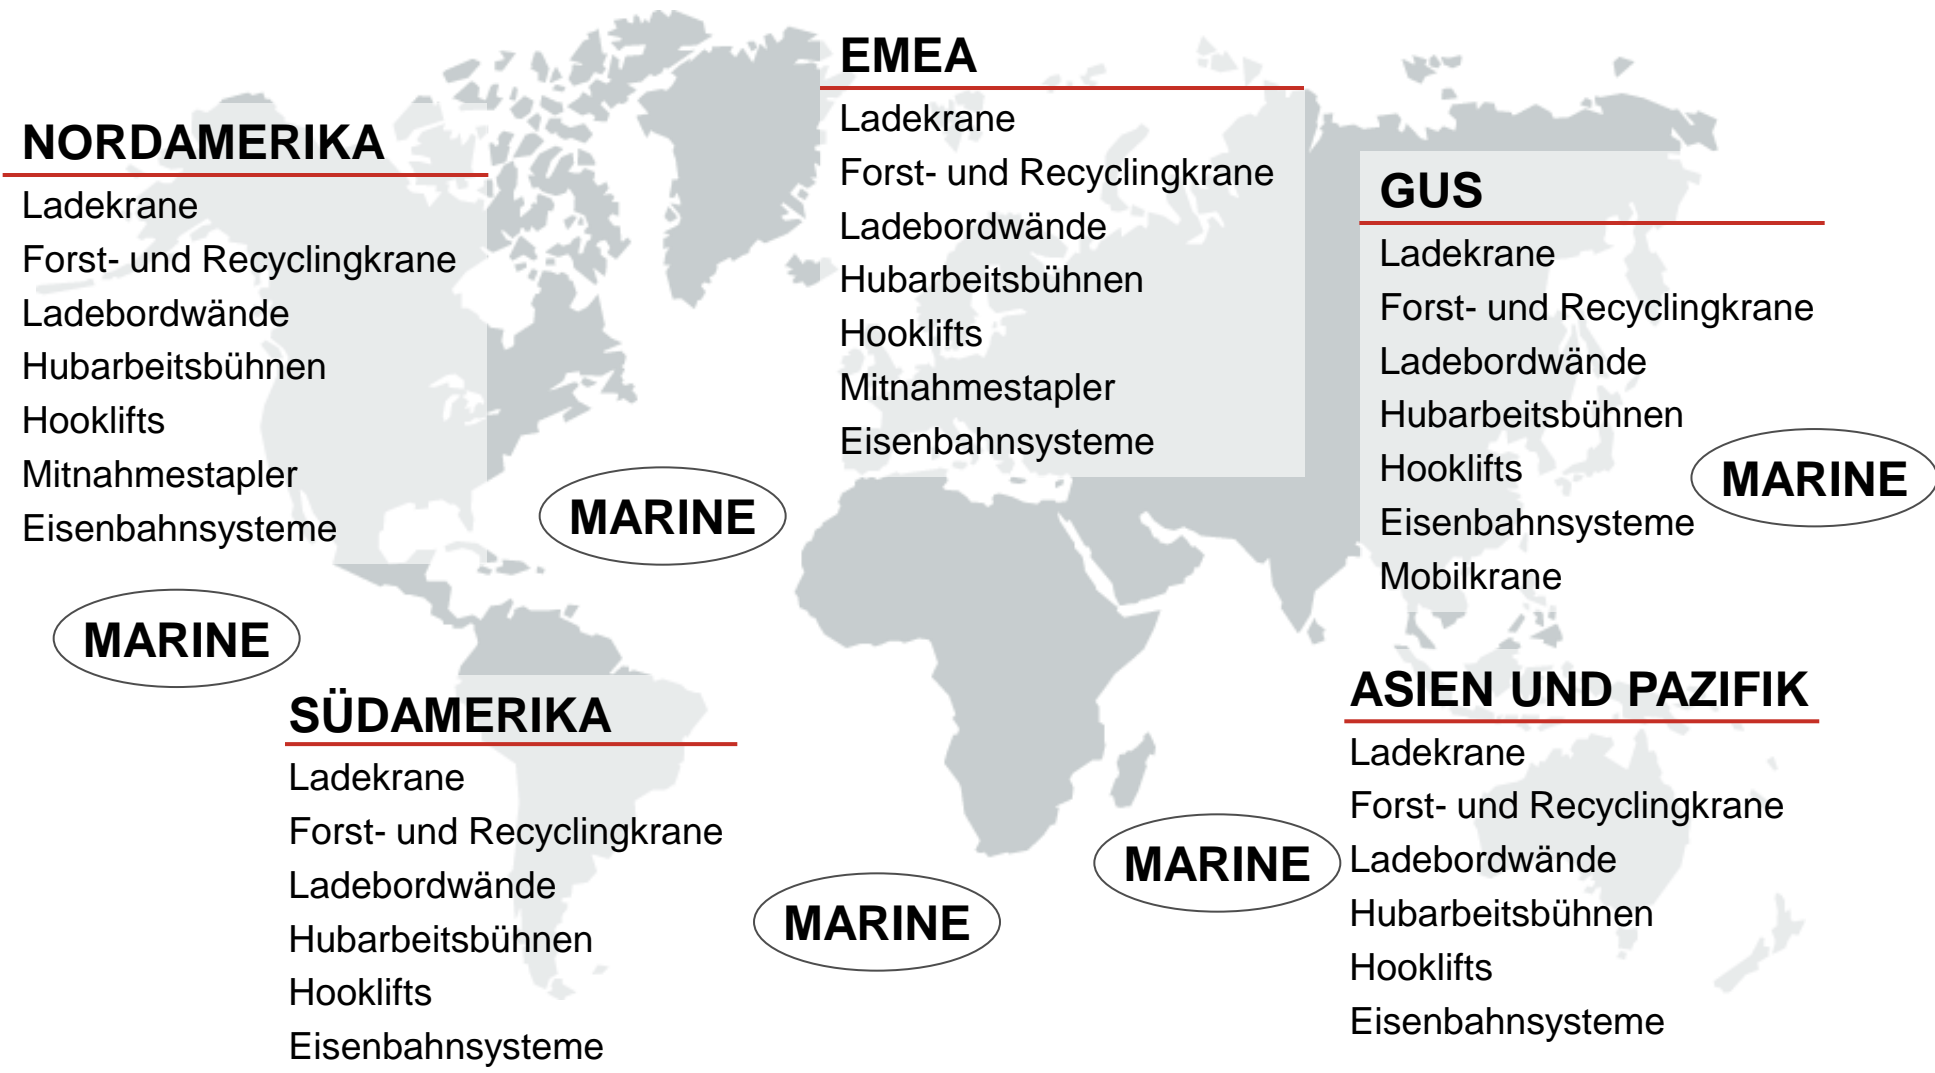 NORDAMERIKA
Ladekrane
Forst- und Recyclingkrane
Ladebordwände
Hubarbeitsbühnen
Hooklifts
Mitnahmestapler
Eisenbahnsysteme
EMEA
Ladekrane
Forst- und Recyclingkrane
Ladebordwände
Hubarbeitsbühnen
Hooklifts
Mitnahmestapler
Eisenbahnsysteme
GUS
Ladekrane
Forst- und Recyclingkrane
Ladebordwände
Hubarbeitsbühnen
Hooklifts
Eisenbahnsysteme
Mobilkrane
MARINE
MARINE
MARINE
SÜDAMERIKA
Ladekrane
Forst- und Recyclingkrane
Ladebordwände
Hubarbeitsbühnen
Hooklifts
Eisenbahnsysteme
MARINE
MARINE
ASIEN UND PAZIFIK
Ladekrane
Forst- und Recyclingkrane
Ladebordwände
Hubarbeitsbühnen
Hooklifts
Eisenbahnsysteme